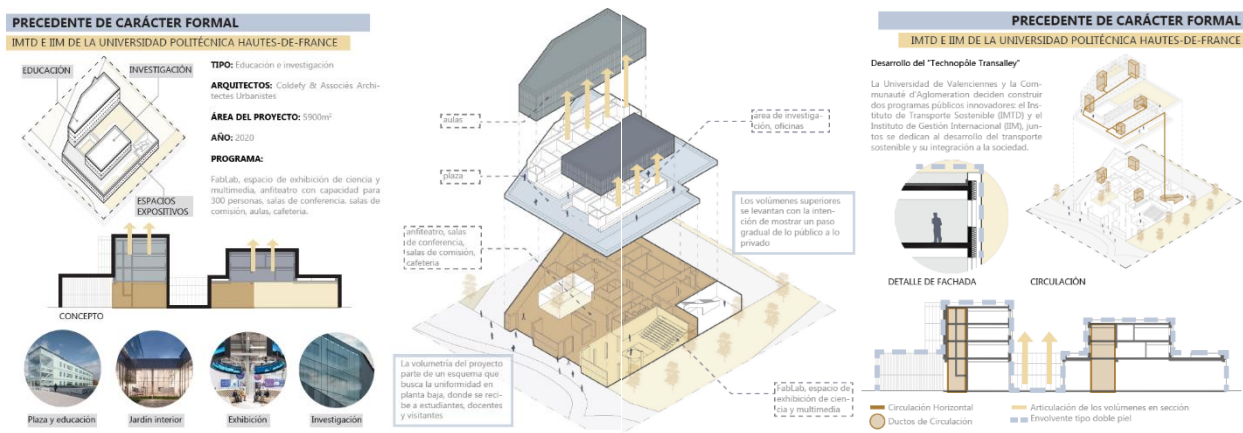 PRECEDENTE DE CARÁCTER FORMAL
IMTD E IIM DE LA UNIVERSIDAD POLITÉCNICA HAUTES-DE-FRANCE
EDUCACIÓN
INVESTIGACIÓN
ESPACIOS
EXPOSITIVOS
TIPO: Educación e investigación
ARQUITECTOS: Coldefy & Associés Archi-
tectes Urbanistes
ÁREA DEL PROYECTO: 5900m²
AÑO: 2020
PROGRAMA:
FabLab, espacio de exhibición de ciencia y
multimedia, anfiteatro con capacidad para
300 personas, salas de conferencia, salas de
comisión, aulas, cafetería.
CONCEPTO
Plaza y educación
Jardín interior
Exhibición
Investigación
aulas
plaza
área de investiga-
ción, oficinas
Los volúmenes superiores
se levantan con la inten-
ción de mostrar un paso
gradual de lo público a lo
privado
anfiteatro, salas
de conferencia,
salas de comisión,
cafetería
La volumetría del proyecto
parte de un esquema que
busca la uniformidad en
planta baja, donde se reci-
be a estudiantes, docentes
y visitantes
FabLab, espacio de
exhibición de cien-
cia y multimedia
PRECEDENTE DE CARÁCTER FORMAL
IMTD E IIM DE LA UNIVERSIDAD POLITÉCNICA HAUTES-DE-FRANCE
Desarrollo del "Technopôle Transalley"
La Universidad de Valenciennes y la Com-
munauté d'Aglomeration deciden construir
dos programas públicos innovadores: el Ins-
tituto de Transporte Sostenible (IMTD) y el
Instituto de Gestión Internacional (IIM), jun-
tos se dedican al desarrollo del transporte
sostenible y su integración a la sociedad.
DETALLE DE FACHADA
CIRCULACIÓN
Circulación Horizontal
Ductos de Circulación
Articulación de los volúmenes en sección
Envolvente tipo doble piel